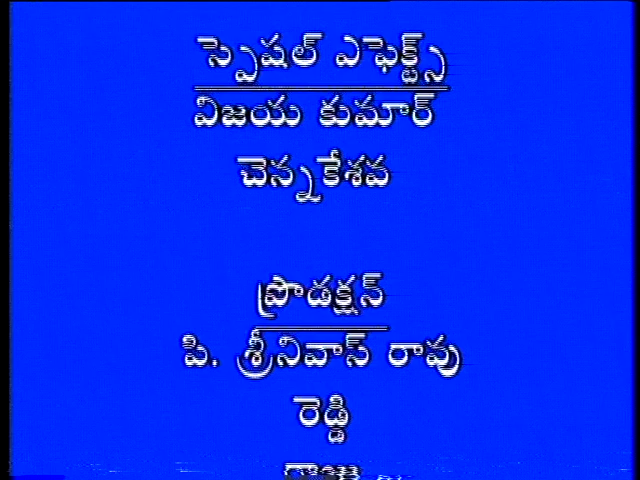 స్పెషల్ ఎఫెక్ట్స్
విజయ కుమార్
చెన్నకేశవ
ప్రొడక్షన్
పి. శ్రీనివాస్ రావు
రెడ్డి